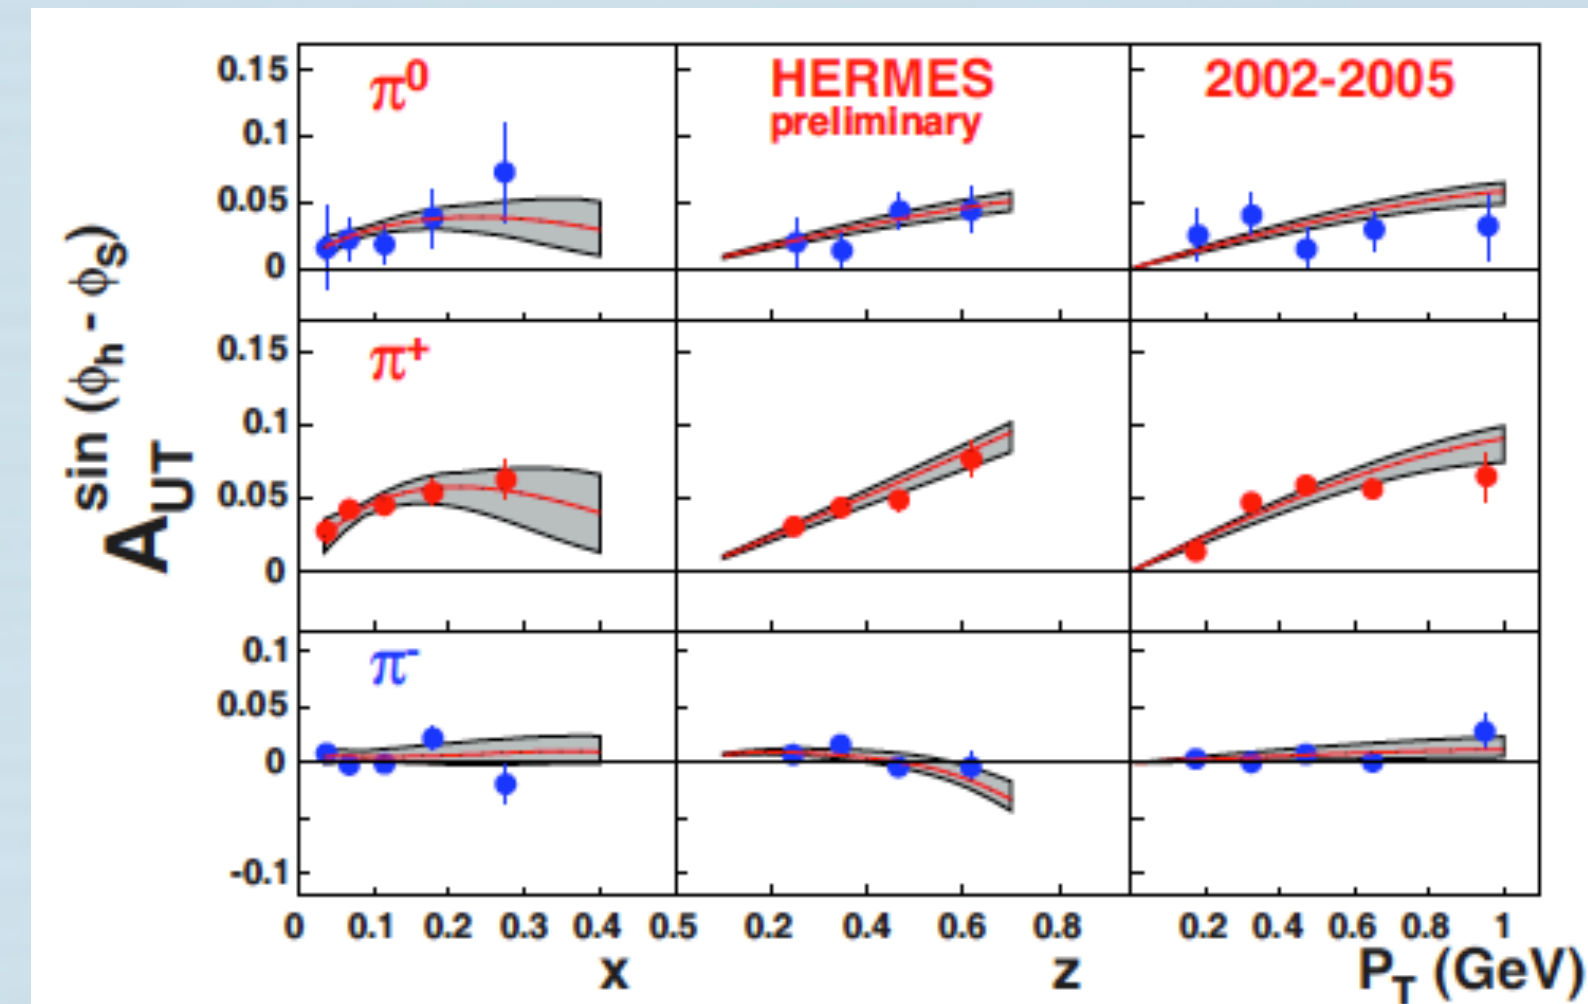 A_UT^sin (ϕ_h - ϕ_S)
π⁰ HERMES 2002-2005
preliminary
0.15
0.1
0.05
0
π⁺
0.15
0.1
0.05
0
π⁻
0.1
0.05
0
-0.1
0 0.1 0.2 0.3 0.4 0.5 0.2 0.4 0.6 0.8 0.2 0.4 0.6 0.8 1
x z P_T (GeV)